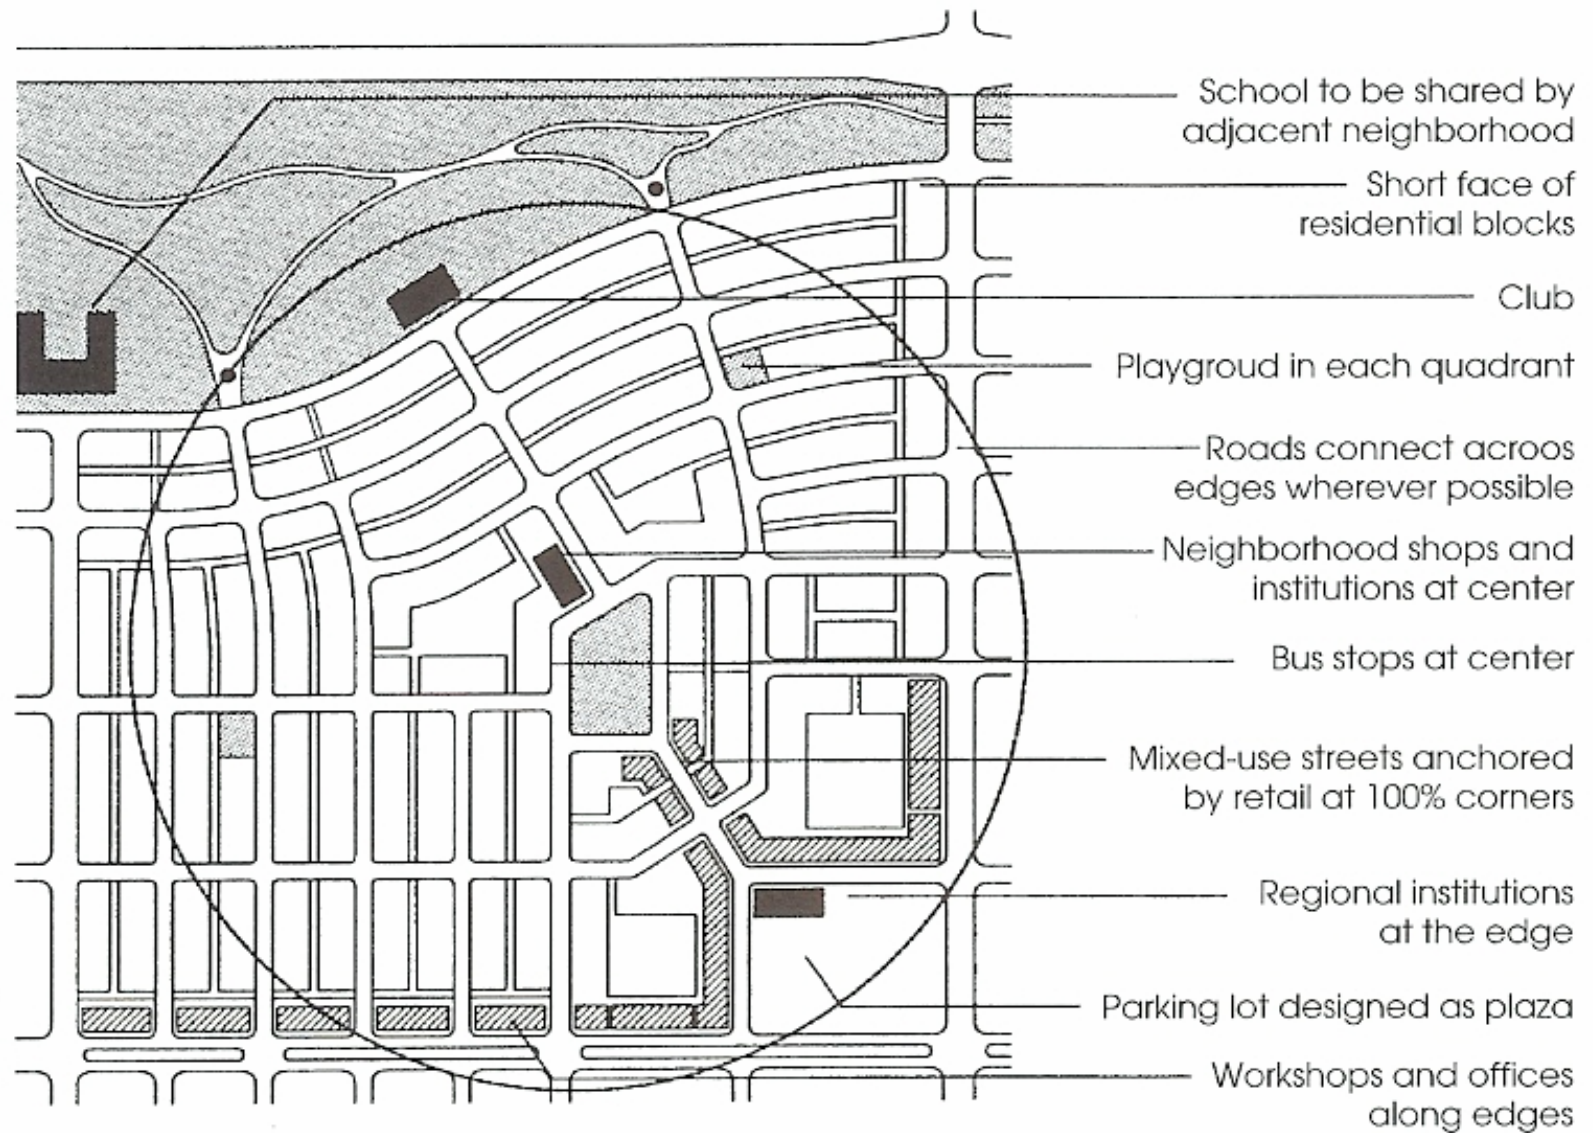 School to be shared by
adjacent neighborhood
Short face of
residential blocks
Club
Playgroud in each quadrant
Roads connect acroos
edges wherever possible
Neighborhood shops and
institutions at center
Bus stops at center
Mixed-use streets anchored
by retail at 100% corners
Regional institutions
at the edge
Parking lot designed as plaza
Workshops and offices
along edges